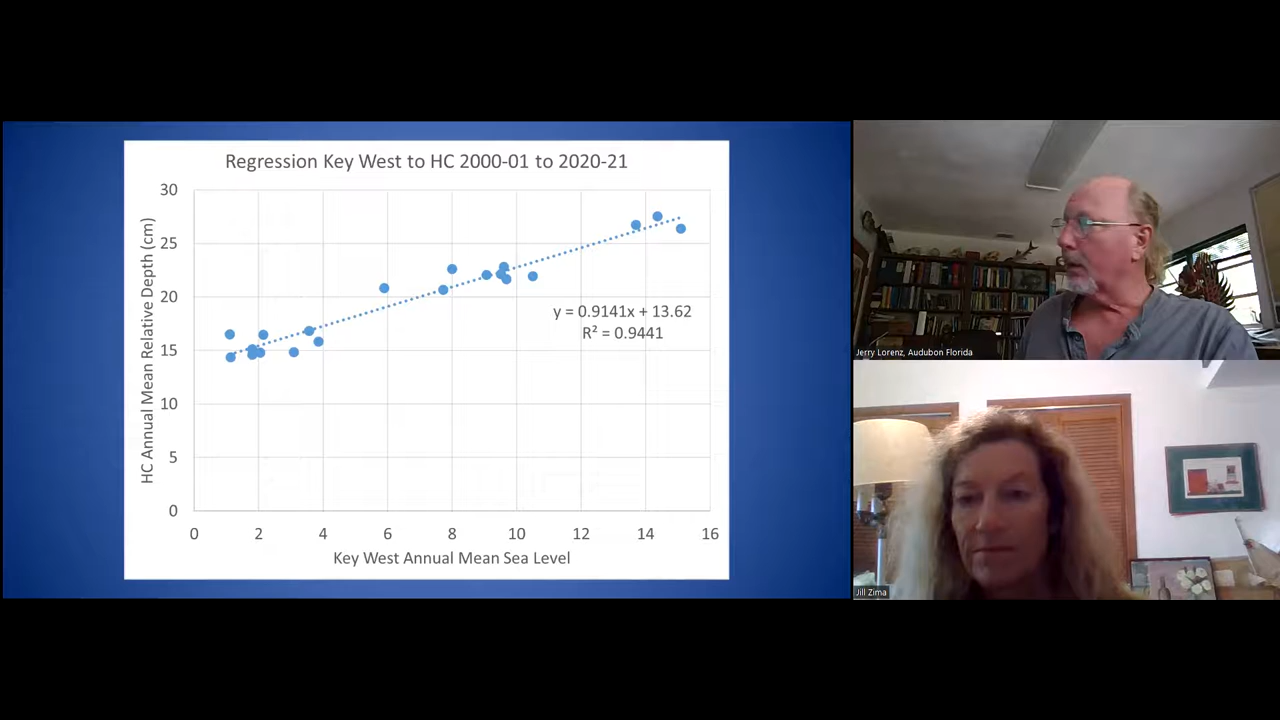 Regression Key West to HC 2000-01 to 2020-21
HC Annual Mean Relative Depth (cm)
30
25
20
15
10
5
0
y = 0.9141x + 13.62
R² = 0.9441
0 2 4 6 8 10 12 14 16
Key West Annual Mean Sea Level
Jerry Lorenz, Audubon Florida
Jill Zima